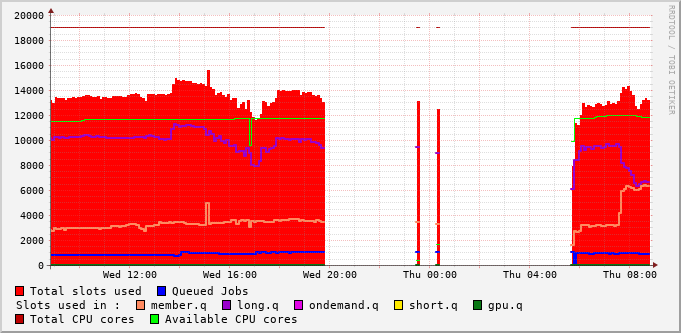 20000
18000
16000
14000
12000
10000
8000
6000
4000
2000
0
Wed 12:00 Wed 16:00 Wed 20:00 Thu 00:00 Thu 04:00 Thu 08:00
RRDTOOL / TOBI OETIKER
Total slots used Queued Jobs
Slots used in : member.q long.q ondemand.q short.q gpu.q
Total CPU cores Available CPU cores